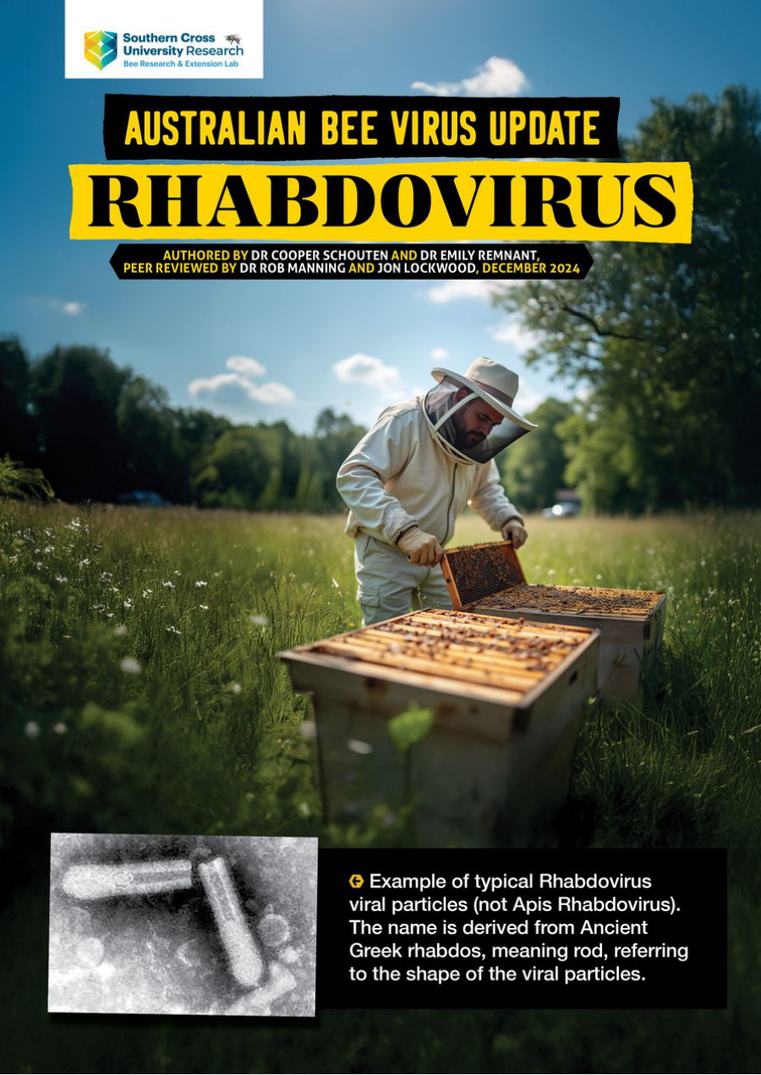 Southern Cross
University Research
Bee Research & Extension Lab
AUSTRALIAN BEE VIRUS UPDATE
RHABDOVIRUS
AUTHORED BY DR COOPER SCHOUTEN AND DR EMILY REMNANT,
PEER REVIEWED BY DR ROB MANNING AND JON LOCKWOOD, DECEMBER 2024
Example of typical Rhabdovirus
viral particles (not Apis Rhabdovirus).
The name is derived from Ancient
Greek rhabdos, meaning rod, referring
to the shape of the viral particles.